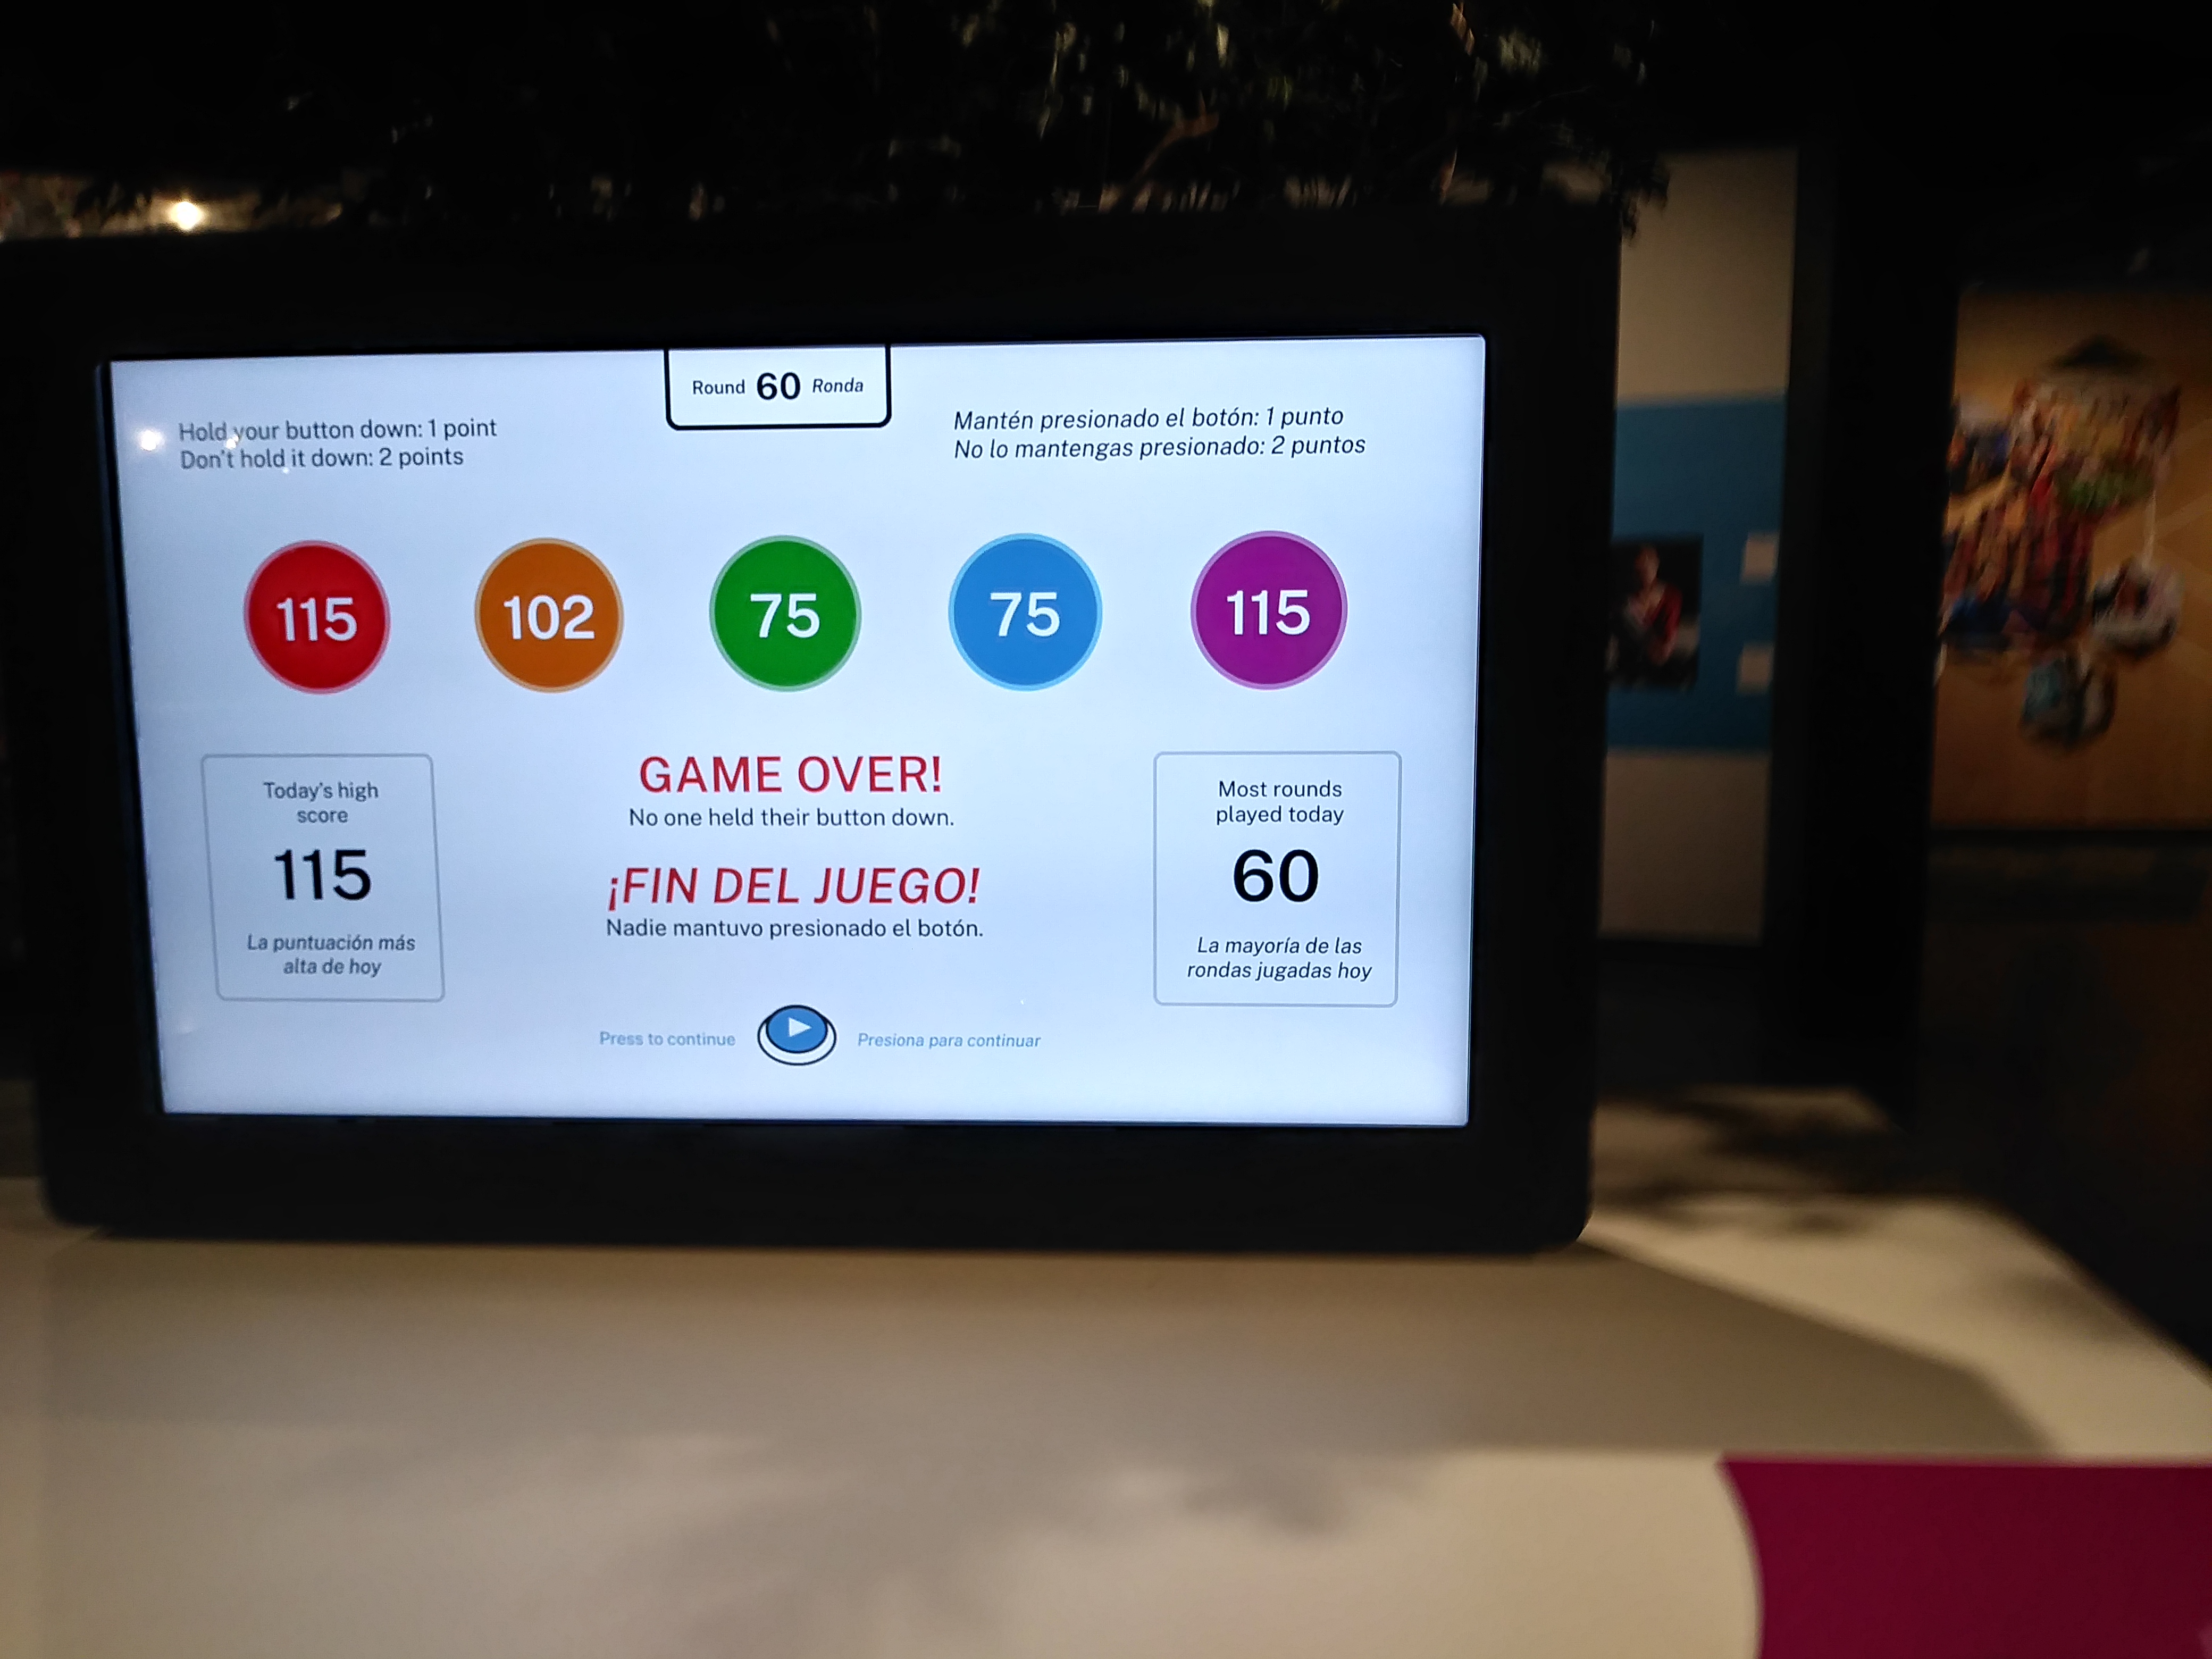 Round 60 Ronda
Hold your button down: 1 point
Don't hold it down: 2 points
Mantén presionado el botón: 1 punto
No lo mantengas presionado: 2 puntos
115 102 75 75 115
Today's high
score
115
La puntuación más
alta de hoy
GAME OVER!
No one held their button down.
¡FIN DEL JUEGO!
Nadie mantuvo presionado el botón.
Most rounds
played today
60
La mayoría de las
rondas jugadas hoy
Press to continue Presiona para continuar